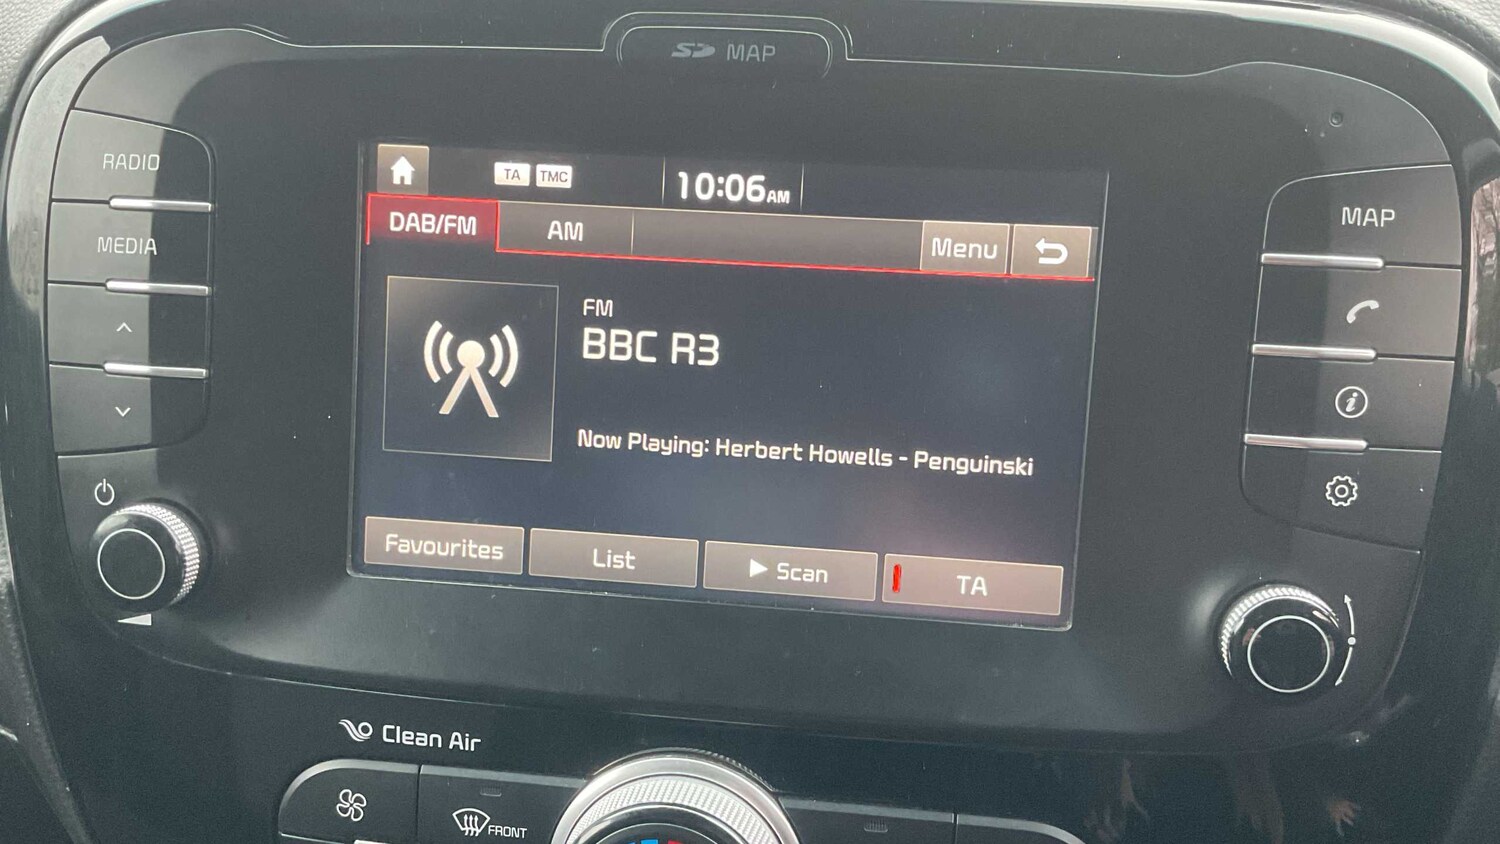 SD MAP
RADIO
MEDIA
TA TMC
10:06AM
DAB/FM AM Menu
FM
BBC R3
Now Playing: Herbert Howells - Penguinski
Favourites List Scan TA
MAP
i
Clean Air
FRONT